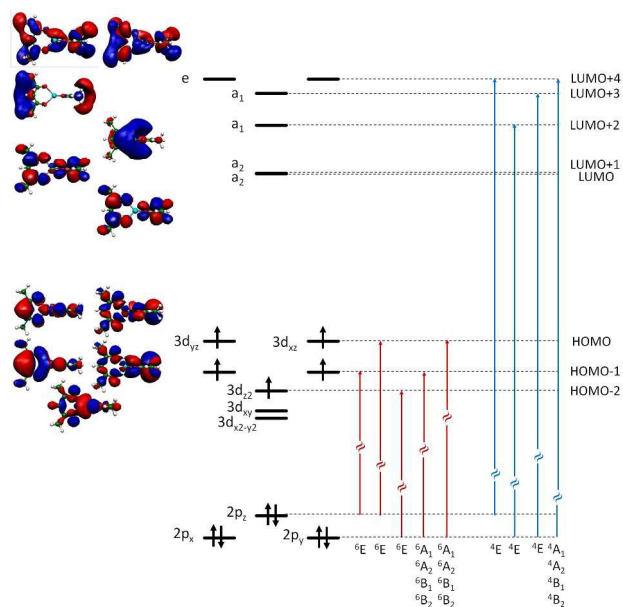 e
LUMO+4
a1
LUMO+3
a1
LUMO+2
a2
LUMO+1
a2
LUMO
3dyz
3dxz
HOMO
HOMO-1
3dz2
HOMO-2
3dxy
3dx2-y2
2pz
2px
2py
6E 6E 6E 6A1 6A1 4E 4E 4E 4A1
6A2 6A2 4A2
6B1 6B1 4B1
6B2 6B2 4B2